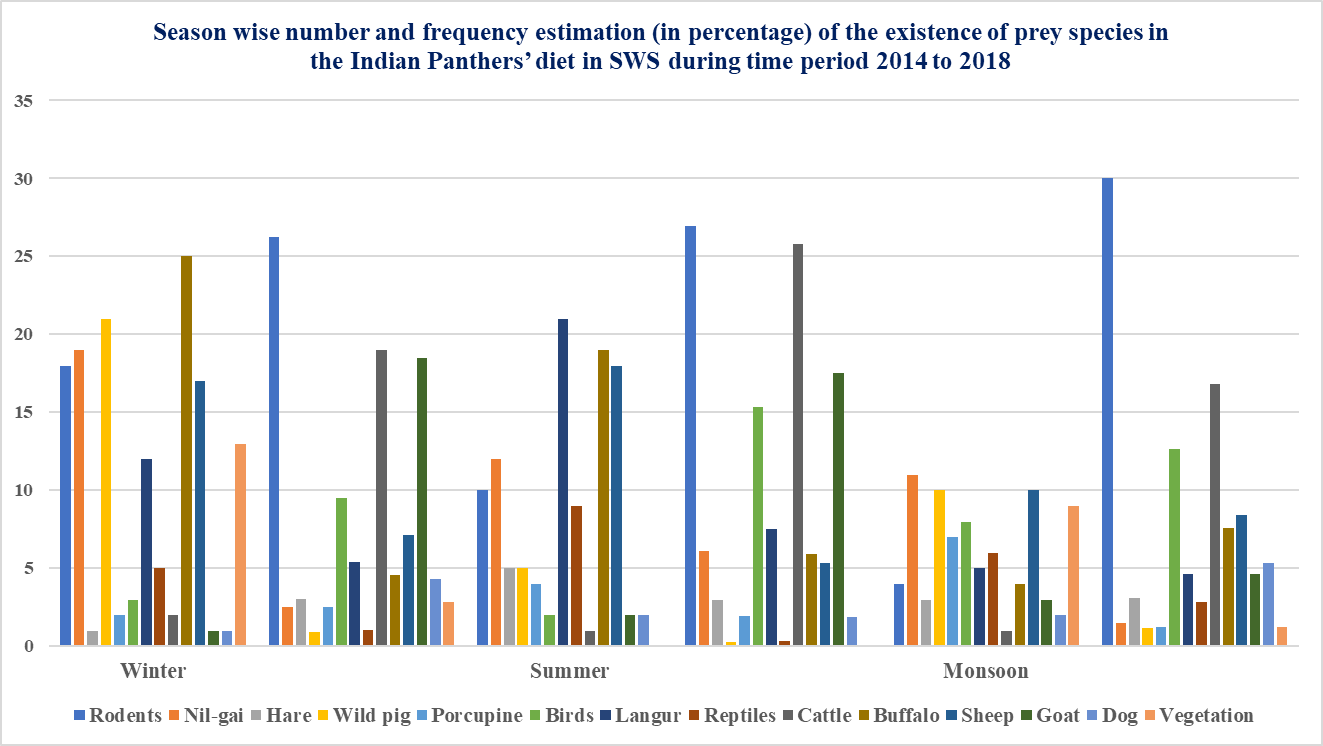 Season wise number and frequency estimation (in percentage) of the existence of prey species in
the Indian Panthers’ diet in SWS during time period 2014 to 2018
35
30
25
20
15
10
5
0
Winter Summer Monsoon
Rodents Nil-gai Hare Wild pig Porcupine Birds Langur Reptiles Cattle Buffalo Sheep Goat Dog Vegetation